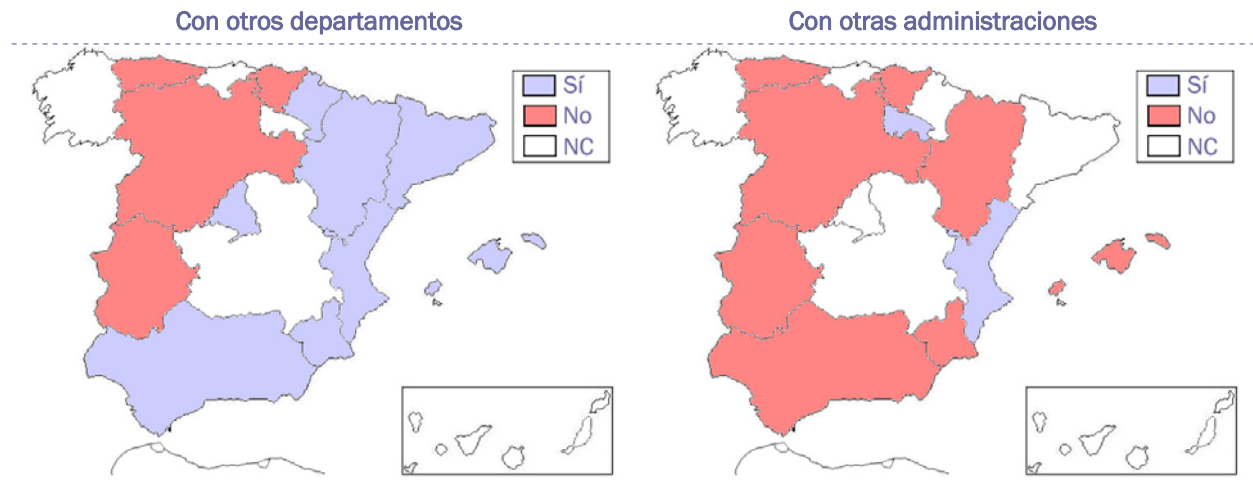 Con otros departamentos
Sí
No
NC
Con otras administraciones
Sí
No
NC